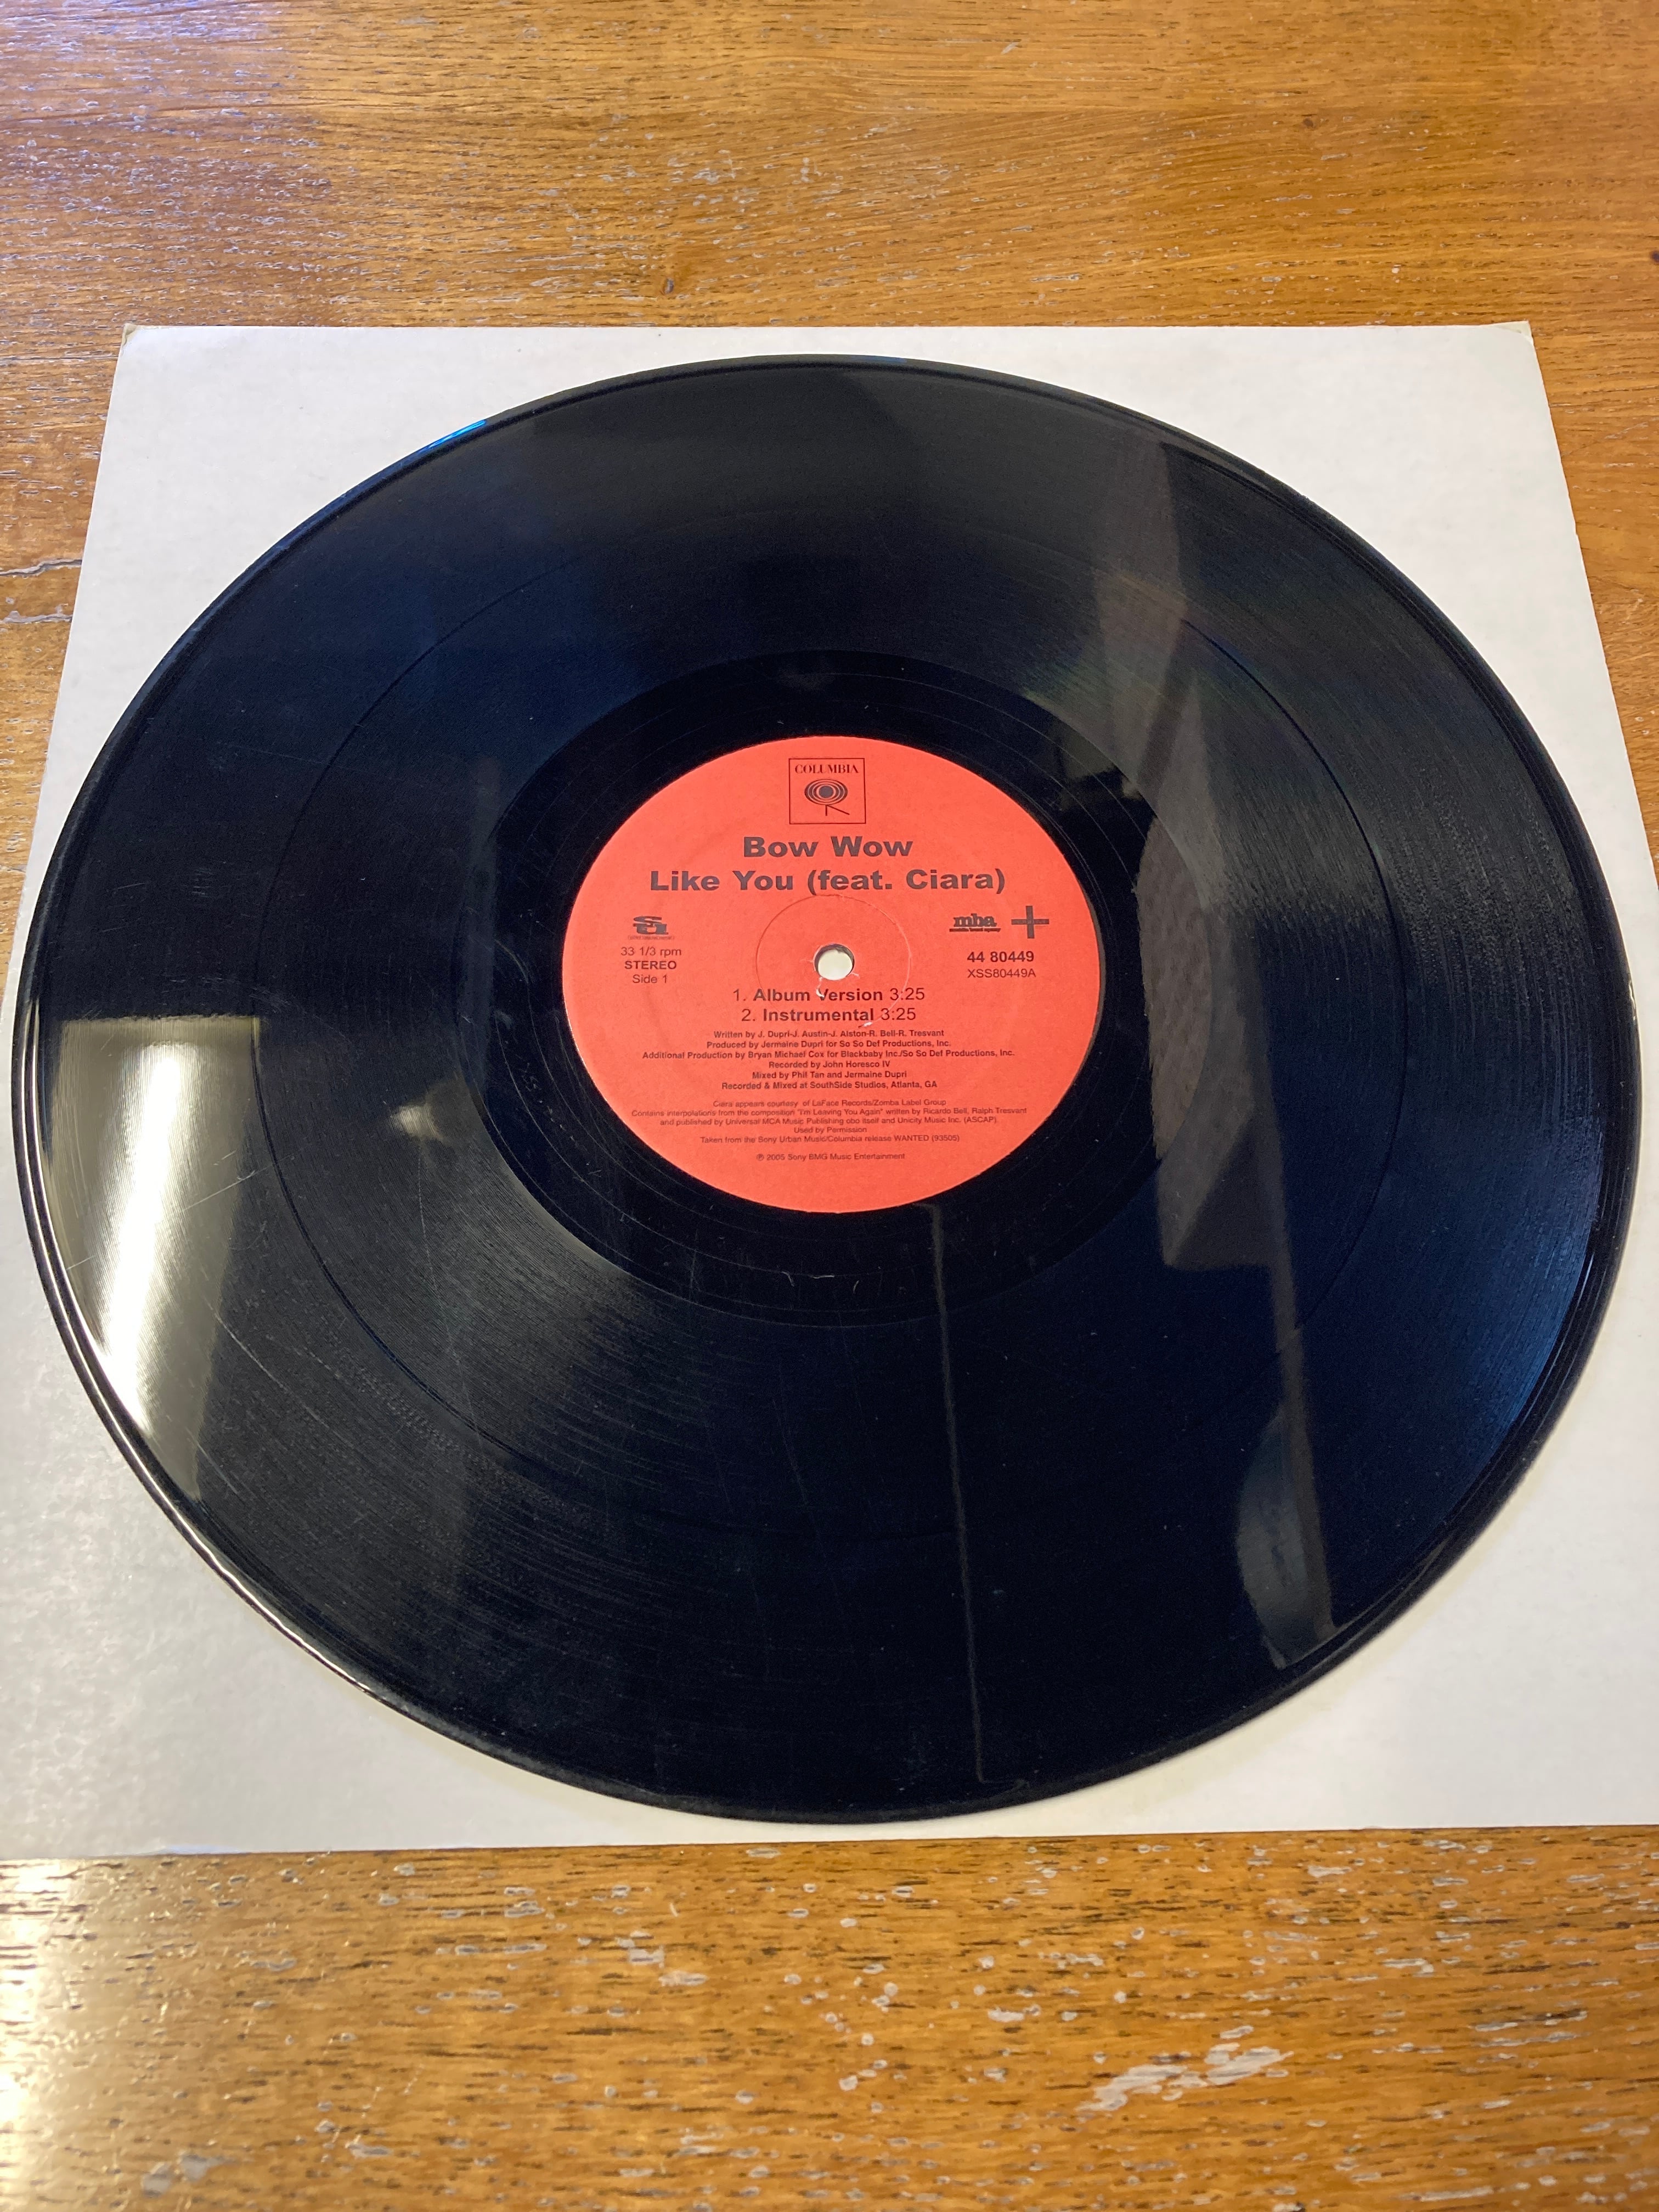 COLUMBIA
Bow Wow
Like You (feat. Ciara)
mba
33 1/3 rpm
STEREO
Side 1
44 80449
XSS80449A
1. Album Version 3:25
2. Instrumental 3:25
Written by J. Dupri-J. Austin-J. Alston-R. Bell-R. Tresvant
Produced by Jermaine Dupri for So So Def Productions, Inc.
Additional Production by Bryan Michael Cox for Blackbaby Inc./So So Def Productions, Inc.
Recorded by John Horesco IV
Mixed by Phil Tan and Jermaine Dupri
Recorded & Mixed at SouthSide Studios, Atlanta, GA
Ciara appears courtesy of LaFace Records/Zomba Label Group
Contains interpolations from the composition "I'm Leaving You Again" written by Ricardo Bell, Ralph Tresvant
and published by Universal MCA Music Publishing obo itself and Unicity Music Inc. (ASCAP).
Used by Permission
Taken from the Sony Urban Music/Columbia release WANTED (93505)
℗ 2005 Sony BMG Music Entertainment